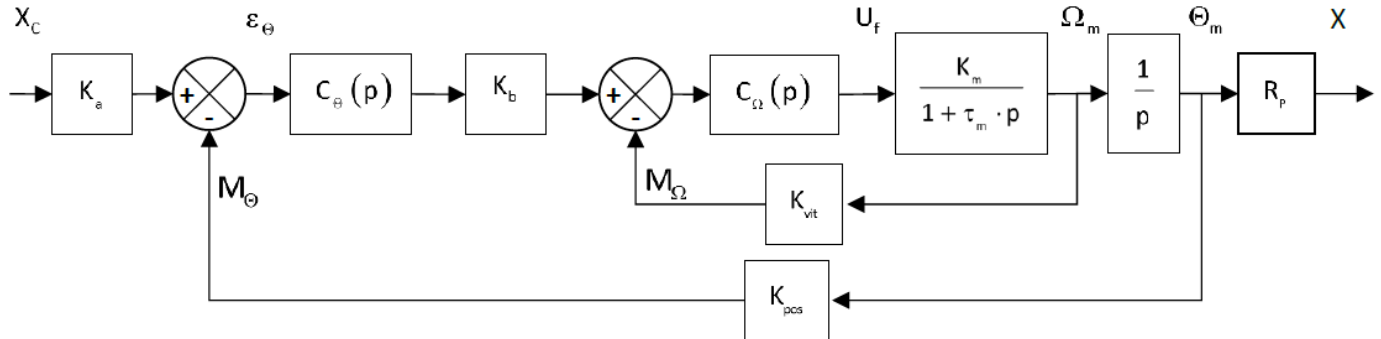 X_C ε_Θ U_f Ω_m Θ_m X
K_a + - C_θ(p) K_b + - C_Ω(p) K_m / 1 + τ_m · p 1 / p R_p
M_Θ M_Ω K_vit
K_pos